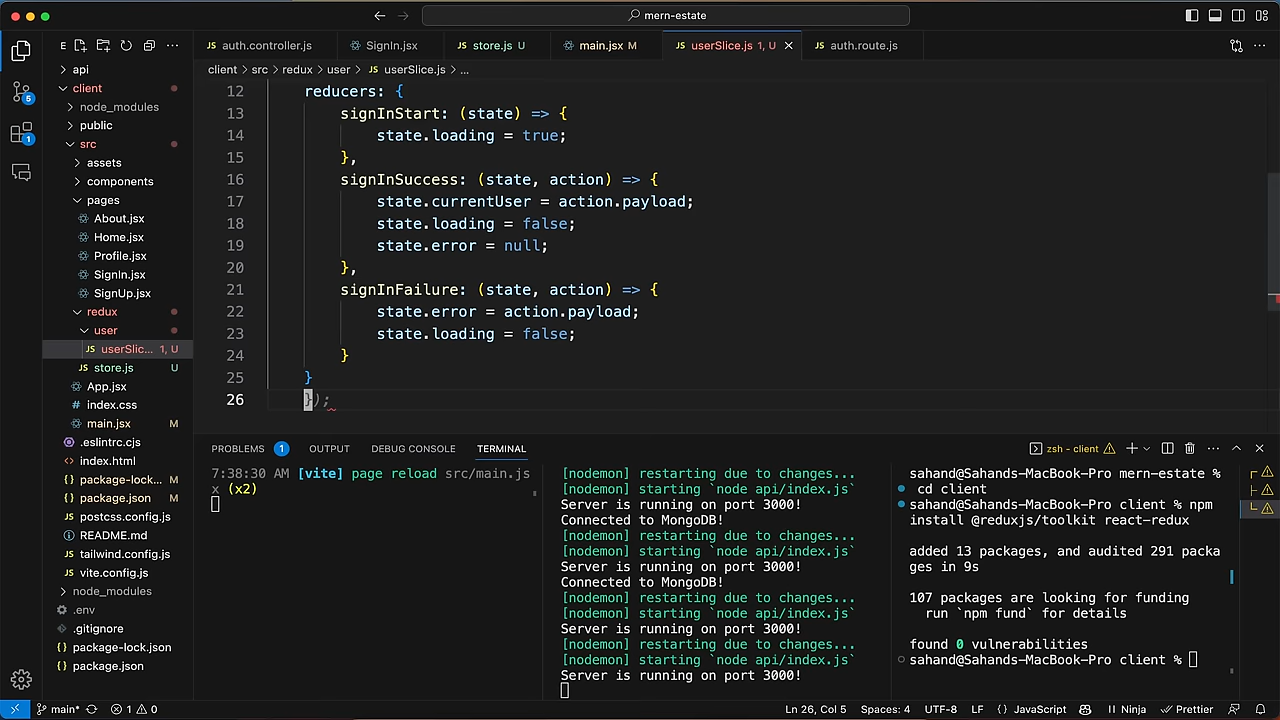 mern-estate
E
auth.controller.js
SignIn.jsx
store.js U
main.jsx M
userSlice.js 1, U
auth.route.js
client > src > redux > user > JS userSlice.js > ...
api
client
node_modules
public
src
assets
components
pages
About.jsx
Home.jsx
Profile.jsx
SignIn.jsx
SignUp.jsx
redux
user
JS userSlic... 1, U
JS store.js U
App.jsx
# index.css
main.jsx M
.eslintrc.cjs
index.html
package-lock... M
package.json M
postcss.config.js
README.md
tailwind.config.js
vite.config.js
node_modules
.env
.gitignore
package-lock.json
package.json
5
1
12 reducers: {
13 signInStart: (state) => {
14 state.loading = true;
15 },
16 signInSuccess: (state, action) => {
17 state.currentUser = action.payload;
18 state.loading = false;
19 state.error = null;
20 },
21 signInFailure: (state, action) => {
22 state.error = action.payload;
23 state.loading = false;
24 }
25 }
26 });
PROBLEMS 1 OUTPUT DEBUG CONSOLE TERMINAL
zsh - client
7:38:30 AM [vite] page reload src/main.js
x (x2)
[nodemon] restarting due to changes...
[nodemon] starting `node api/index.js`
Server is running on port 3000!
Connected to MongoDB!
[nodemon] restarting due to changes...
[nodemon] starting `node api/index.js`
Server is running on port 3000!
Connected to MongoDB!
[nodemon] restarting due to changes...
[nodemon] starting `node api/index.js`
Server is running on port 3000!
[nodemon] restarting due to changes...
[nodemon] starting `node api/index.js`
Server is running on port 3000!
sahand@Sahands-MacBook-Pro mern-estate %
cd client
sahand@Sahands-MacBook-Pro client % npm
install @reduxjs/toolkit react-redux
added 13 packages, and audited 291 packa
ges in 9s
107 packages are looking for funding
run `npm fund` for details
found 0 vulnerabilities
sahand@Sahands-MacBook-Pro client %
main* 1 0 Ln 26, Col 5 Spaces: 4 UTF-8 LF {} JavaScript Ninja Prettier